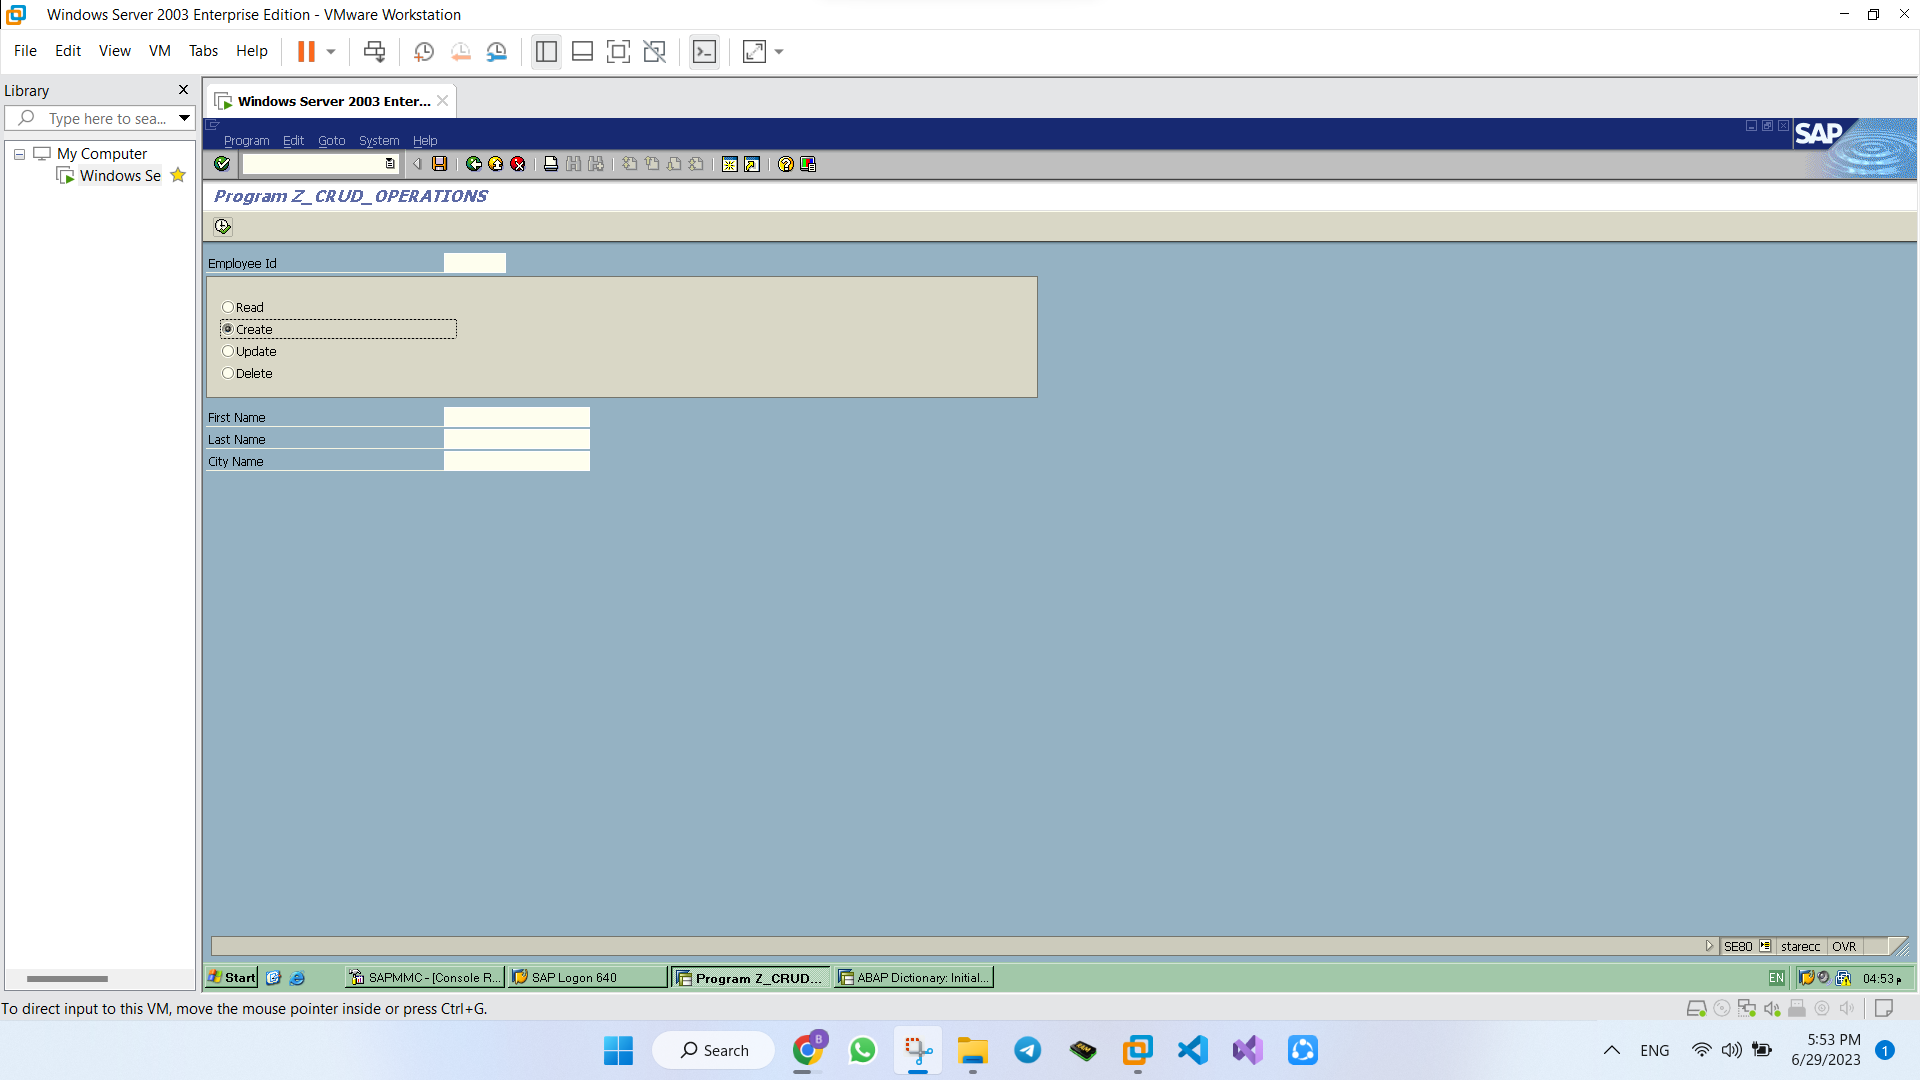 Windows Server 2003 Enterprise Edition - VMware Workstation
File Edit View VM Tabs Help
Library
Type here to sea...
My Computer
Windows Se
Windows Server 2003 Enter...
Program Edit Goto System Help
SAP
Program Z_CRUD_OPERATIONS
Employee Id
Read
Create
Update
Delete
First Name
Last Name
City Name
SE80 starecc OVR
Start SAPMMC - [Console R... SAP Logon 640 Program Z_CRUD... ABAP Dictionary: Initial... EN 04:53 م
To direct input to this VM, move the mouse pointer inside or press Ctrl+G.
Search B ENG 5:53 PM 1
6/29/2023